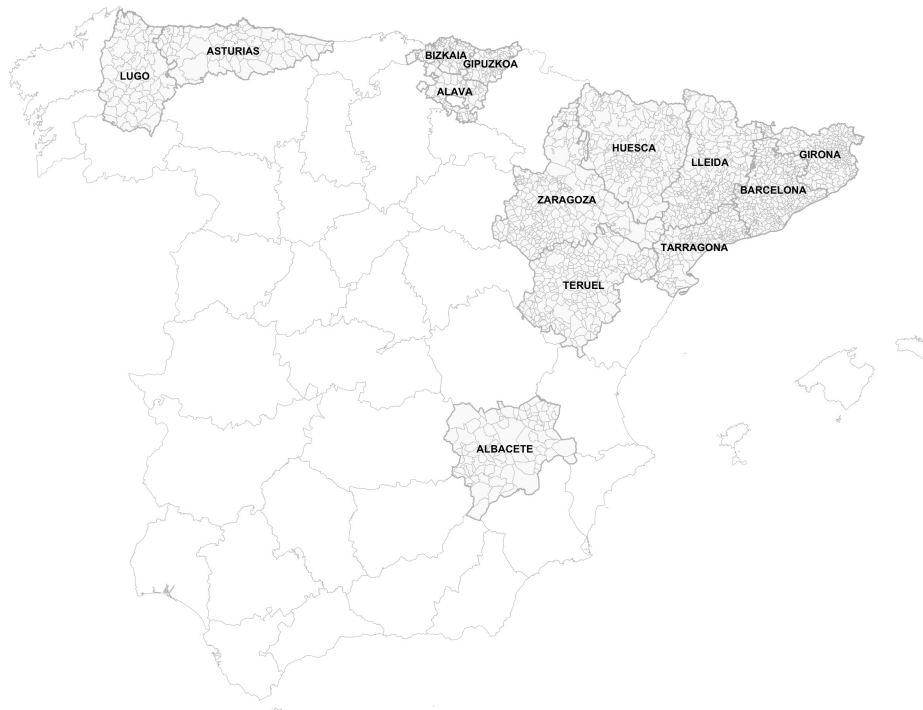 ASTURIAS
LUGO
BIZKAIA
GIPUZKOA
ALAVA
HUESCA
LLEIDA
GIRONA
BARCELONA
ZARAGOZA
TARRAGONA
TERUEL
ALBACETE